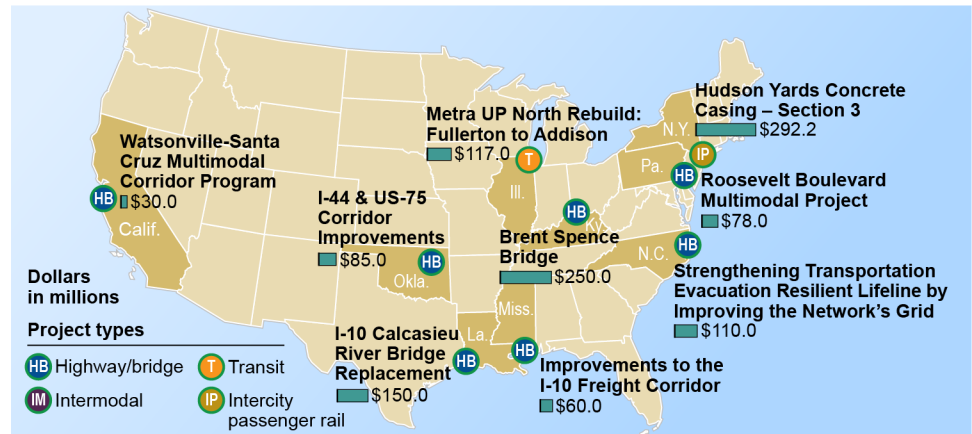 Hudson Yards Concrete
Casing – Section 3
$292.2
N.Y.
IP
Metra UP North Rebuild:
Fullerton to Addison
$117.0
T
Ill.
Watsonville-Santa
Cruz Multimodal
Corridor Program
HB
$30.0
Calif.
Pa.
HB
Roosevelt Boulevard
Multimodal Project
$78.0
I-44 & US-75
Corridor
Improvements
$85.0
HB
Okla.
HB
Ky.
Brent Spence
Bridge
$250.0
N.C.
HB
Strengthening Transportation
Evacuation Resilient Lifeline by
Improving the Network’s Grid
$110.0
Miss.
La.
I-10 Calcasieu
River Bridge
Replacement
HB
$150.0
HB
Improvements to the
I-10 Freight Corridor
$60.0
Dollars
in millions
Project types
HB Highway/bridge
T Transit
IM Intermodal
IP Intercity
passenger rail